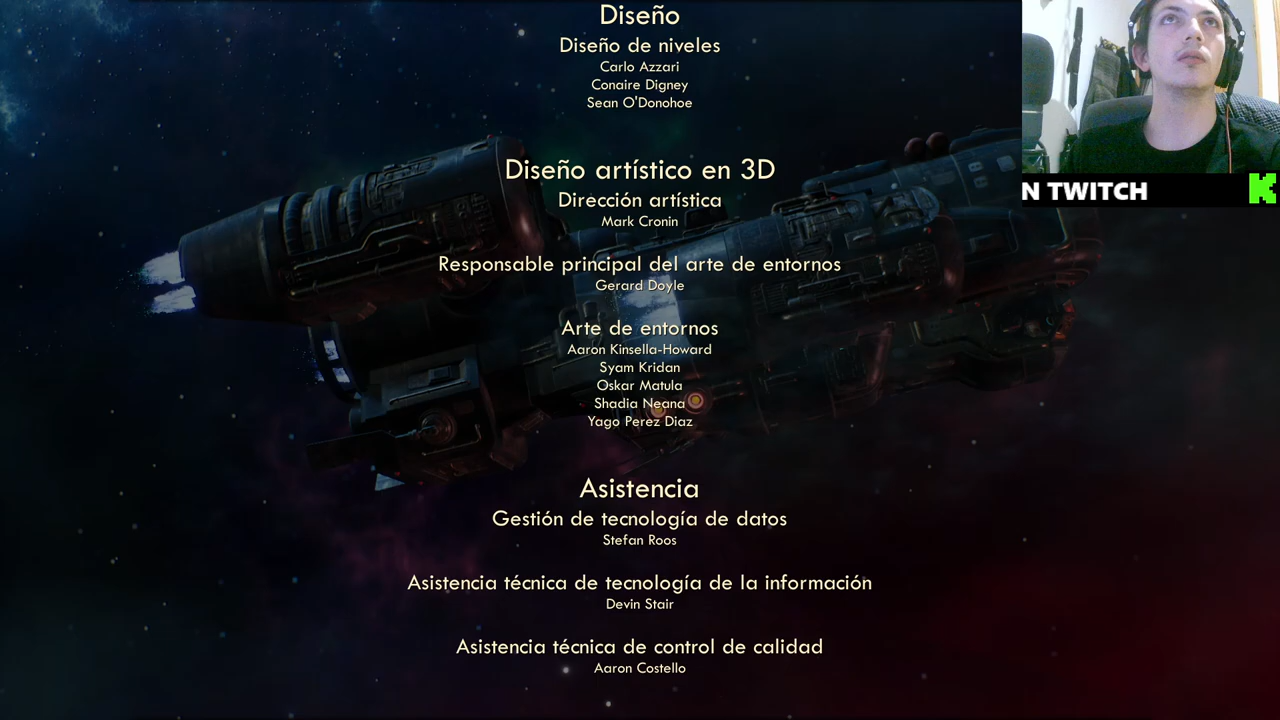 Diseño
Diseño de niveles
Carlo Azzari
Conaire Digney
Sean O'Donohoe
Diseño artístico en 3D
Dirección artística
Mark Cronin
N TWITCH
K
Responsable principal del arte de entornos
Gerard Doyle
Arte de entornos
Aaron Kinsella-Howard
Syam Kridan
Oskar Matula
Shadia Neana
Yago Perez Diaz
Asistencia
Gestión de tecnología de datos
Stefan Roos
Asistencia técnica de tecnología de la información
Devin Stair
Asistencia técnica de control de calidad
Aaron Costello